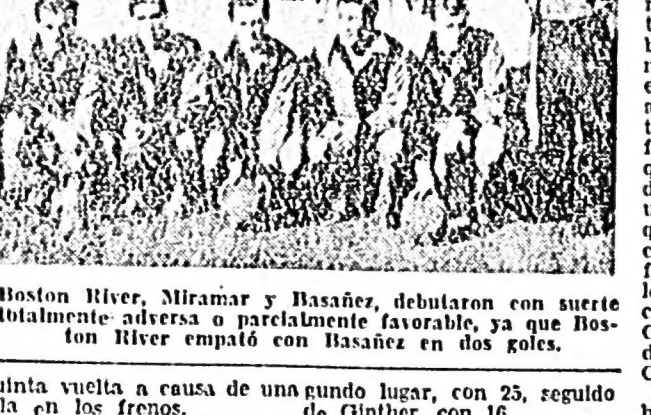 Boston River, Miramar y Basañez, debutaron con suerte
totalmente adversa o parcialmente favorable, ya que Bos-
ton River empató con Basañez en dos goles.
uinta vuelta a causa de una
la en los frenos.
gundo lugar, con 25, seguido
de Ginther, con 16